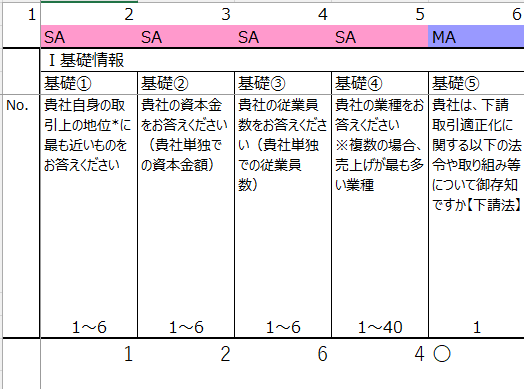 1 2 3 4 5 6
SA SA SA SA MA
Ⅰ基礎情報
基礎① 基礎② 基礎③ 基礎④ 基礎⑤
No.
貴社自身の取
引上の地位*に
最も近いものを
お答えください
貴社の資本金
をお答えください
（貴社単独で
の資本金額）
貴社の従業員
数をお答えくださ
い（貴社単独
での従業員
数）
貴社の業種をお
答えください
※複数の場合、
売上げが最も多
い業種
貴社は、下請
取引適正化に
関する以下の法
令や取り組み等
について御存知
ですか【下請法】
1～6 1～6 1～6 1～40 1
1 2 6 4 〇